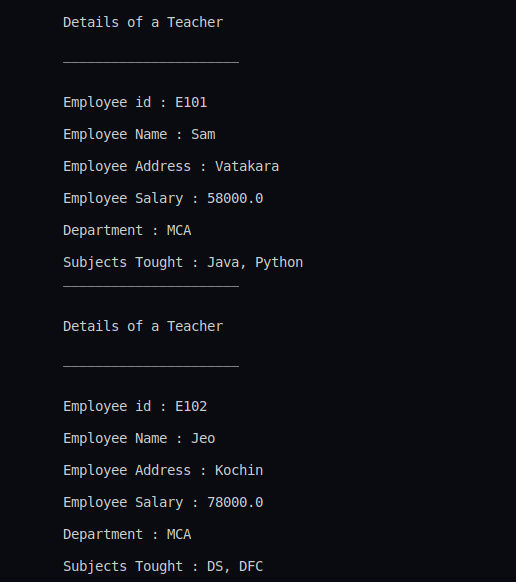 Details of a Teacher
______________________
Employee id : E101
Employee Name : Sam
Employee Address : Vatakara
Employee Salary : 58000.0
Department : MCA
Subjects Tought : Java, Python
______________________
Details of a Teacher
______________________
Employee id : E102
Employee Name : Jeo
Employee Address : Kochin
Employee Salary : 78000.0
Department : MCA
Subjects Tought : DS, DFC